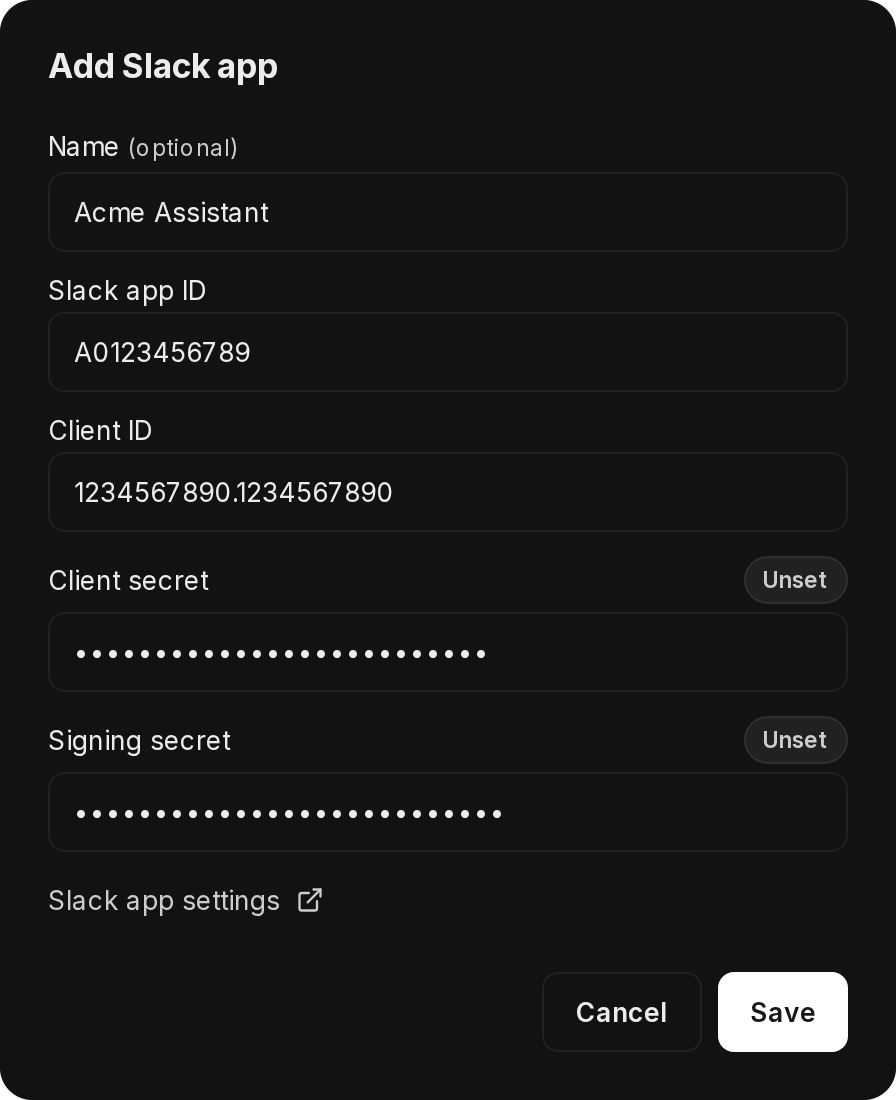 Add Slack app
Name (optional)
Acme Assistant
Slack app ID
A0123456789
Client ID
1234567890.1234567890
Client secret Unset
••••••••••••••••••••••••••
Signing secret Unset
•••••••••••••••••••••••••••
Slack app settings
Cancel Save